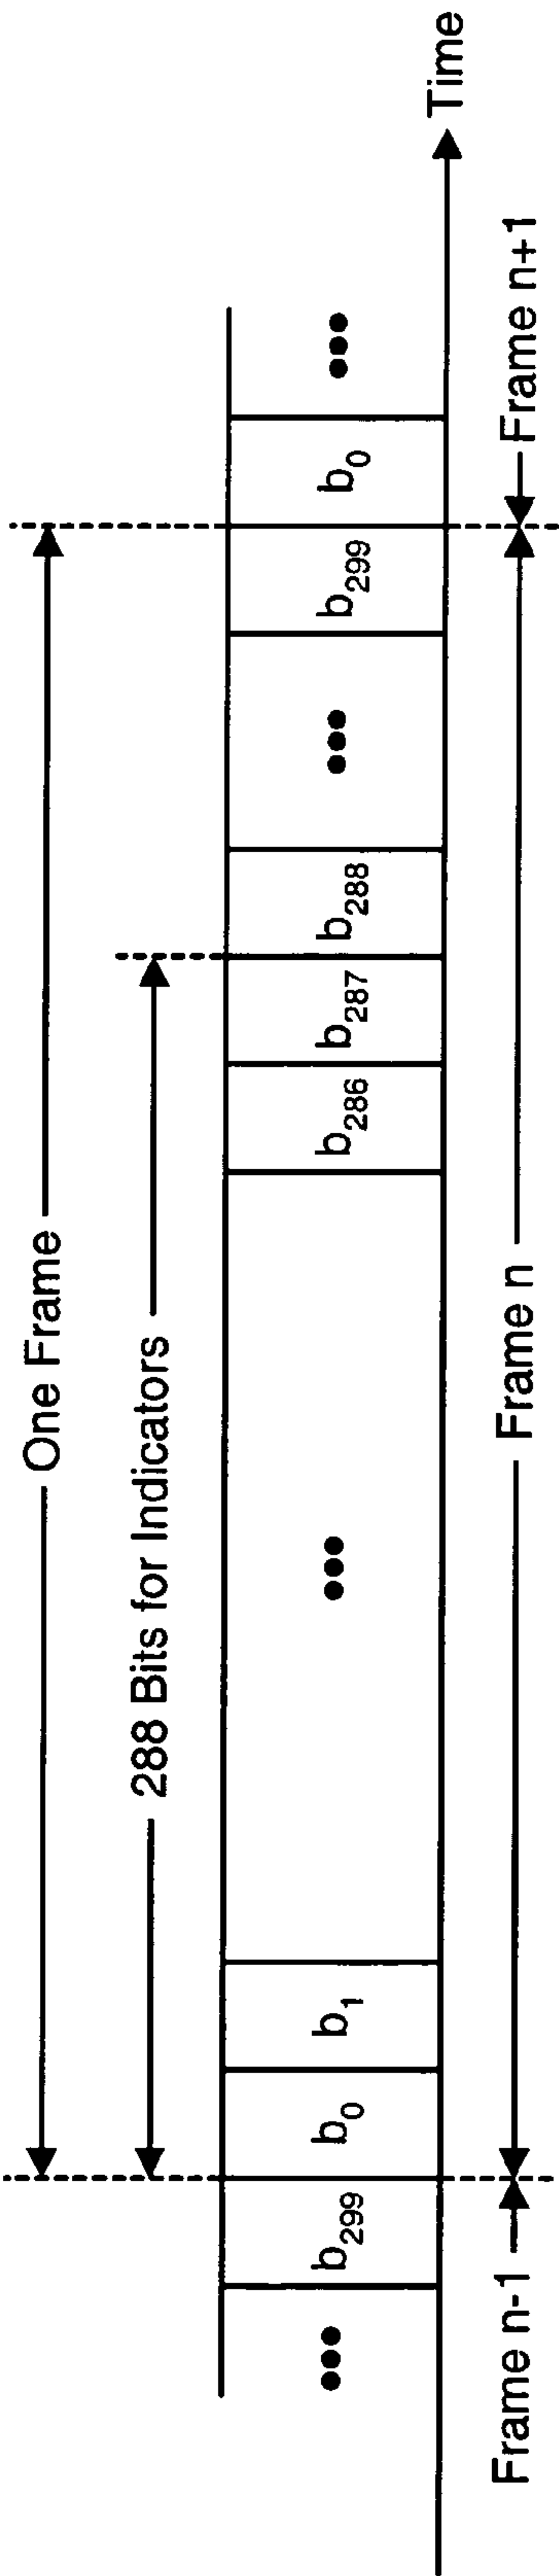 One Frame
288 Bits for Indicators
••• b299 b0 b1 ••• b286 b287 b288 ••• b299 b0 •••
Time
Frame n-1 Frame n Frame n+1